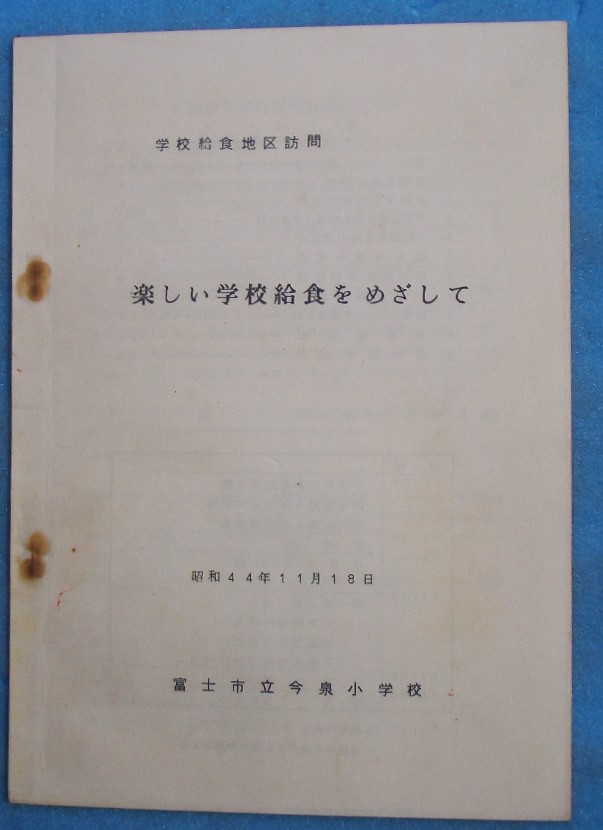 学校給食地区訪問
楽しい学校給食をめざして
昭和44年11月18日
富士市立今泉小学校